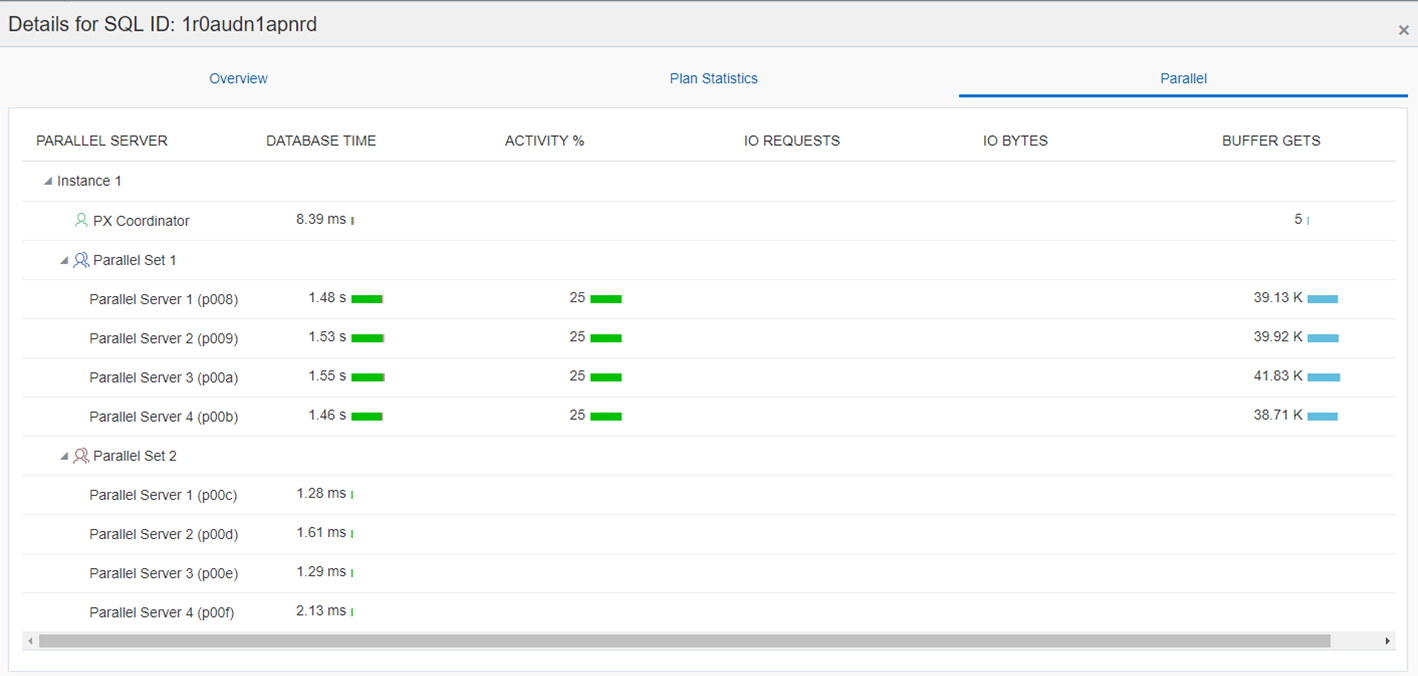 Details for SQL ID: 1r0audn1apnrd
×
Overview Plan Statistics Parallel
PARALLEL SERVER DATABASE TIME ACTIVITY % IO REQUESTS IO BYTES BUFFER GETS
Instance 1
PX Coordinator 8.39 ms 5
Parallel Set 1
Parallel Server 1 (p008) 1.48 s 25 39.13 K
Parallel Server 2 (p009) 1.53 s 25 39.92 K
Parallel Server 3 (p00a) 1.55 s 25 41.83 K
Parallel Server 4 (p00b) 1.46 s 25 38.71 K
Parallel Set 2
Parallel Server 1 (p00c) 1.28 ms
Parallel Server 2 (p00d) 1.61 ms
Parallel Server 3 (p00e) 1.29 ms
Parallel Server 4 (p00f) 2.13 ms